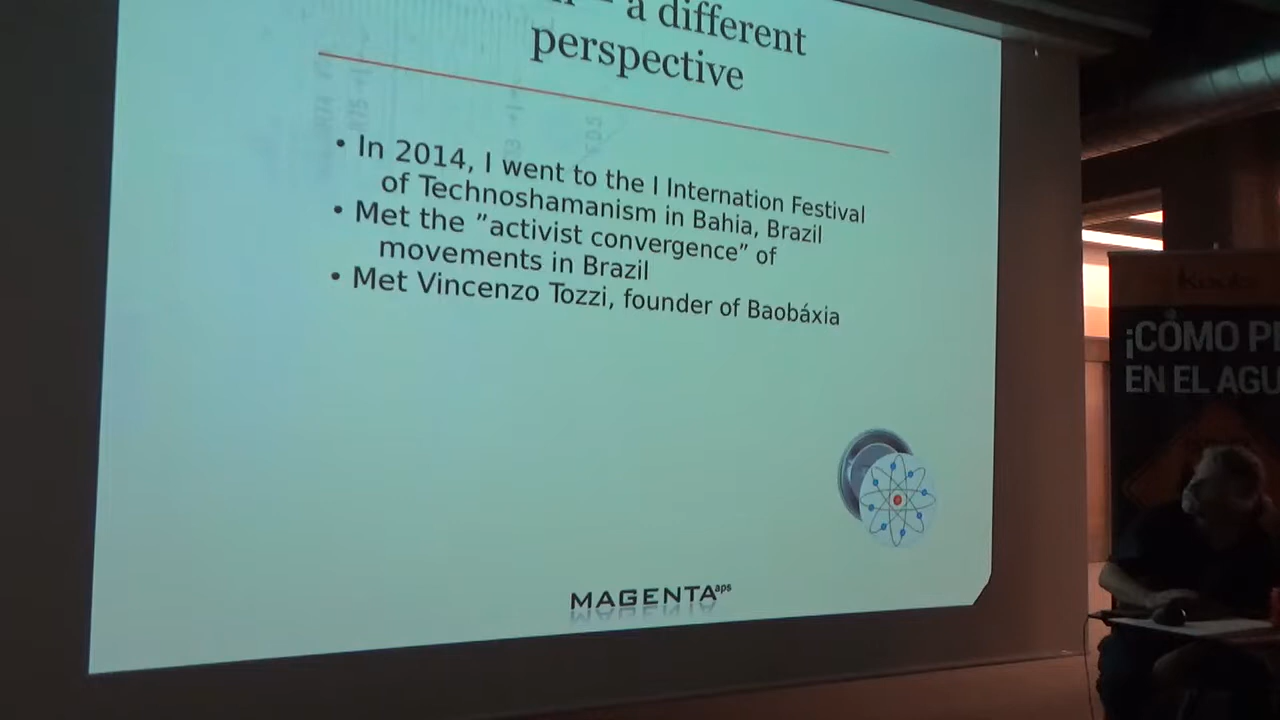 a different
perspective
• In 2014, I went to the I Internation Festival
of Technoshamanism in Bahia, Brazil
• Met the ”activist convergence” of
movements in Brazil
• Met Vincenzo Tozzi, founder of Baobáxia
MAGENTA aps
¡CÓMO
EN EL